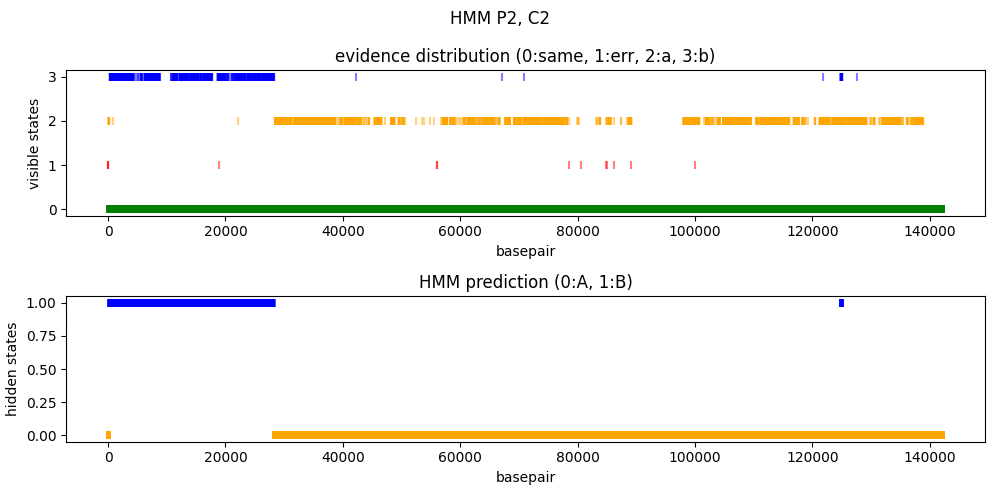 HMM P2, C2
evidence distribution (0:same, 1:err, 2:a, 3:b)
visible states
3
2
1
0
0 20000 40000 60000 80000 100000 120000 140000
basepair
HMM prediction (0:A, 1:B)
hidden states
1.00
0.75
0.50
0.25
0.00
0 20000 40000 60000 80000 100000 120000 140000
basepair